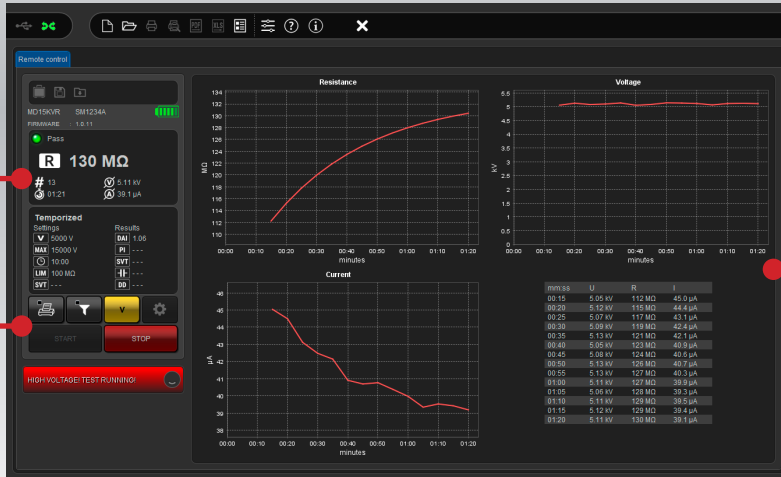 PDF XLS
Remote control
MD15KVR SM1234A
FIRMWARE : 1.0.11
Pass
R 130 MΩ
# 13 V 5.11 kV
01:21 A 39.1 µA
Temporized
Settings Results
V 5000 V DAI 1.06
MAX 15000 V PI ---
10:00 SVT ---
LIM 100 MΩ ---
SVT --- DD ---
V
START STOP
HIGH VOLTAGE! TEST RUNNING!
Resistance
134
132
130
128
126
124
122
120
118
116
114
112
110
MΩ
00:00 00:10 00:20 00:30 00:40 00:50 01:00 01:10 01:20
minutes
Voltage
6.5
5
4.5
4
3.5
3
2.5
2
1.5
1
0.5
0
kV
00:00 00:10 00:20 00:30 00:40 00:50 01:00 01:10 01:20
minutes
Current
46
45
44
43
42
41
40
39
38
µA
00:00 00:10 00:20 00:30 00:40 00:50 01:00 01:10 01:20
minutes
mm:ss U R I
00:15 5.05 kV 112 MΩ 45.0 µA
00:20 5.12 kV 115 MΩ 44.4 µA
00:25 5.07 kV 117 MΩ 43.1 µA
00:30 5.09 kV 119 MΩ 42.4 µA
00:35 5.13 kV 121 MΩ 42.1 µA
00:40 5.05 kV 123 MΩ 40.9 µA
00:45 5.08 kV 124 MΩ 40.6 µA
00:50 5.13 kV 126 MΩ 40.7 µA
00:55 5.13 kV 127 MΩ 40.3 µA
01:00 5.11 kV 127 MΩ 39.9 µA
01:05 5.06 kV 128 MΩ 39.3 µA
01:10 5.11 kV 129 MΩ 39.5 µA
01:15 5.12 kV 129 MΩ 39.4 µA
01:20 5.11 kV 130 MΩ 39.1 µA